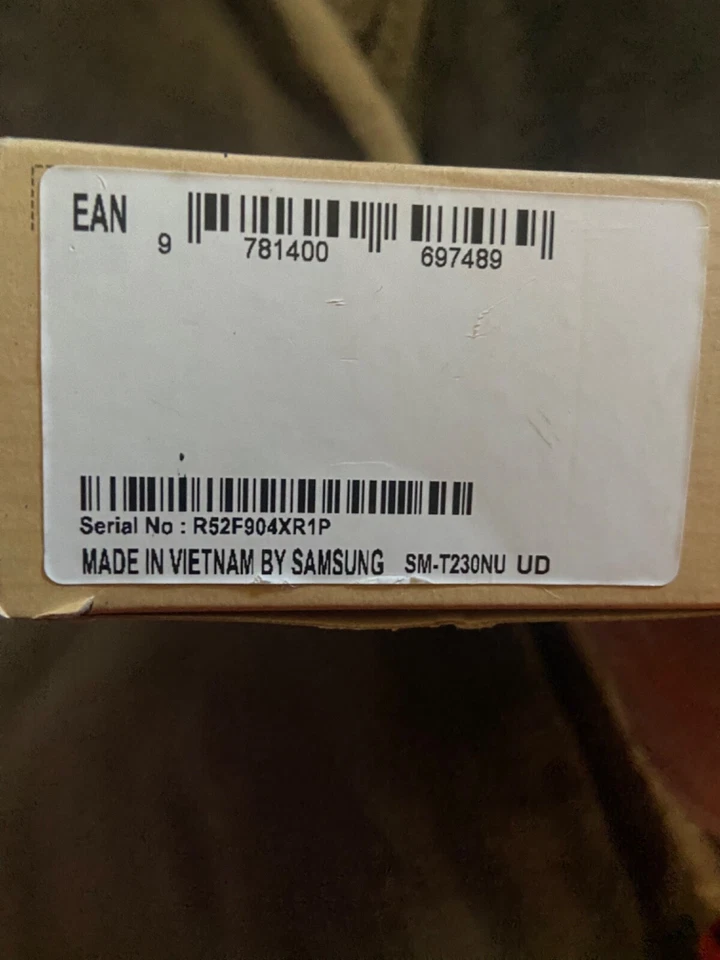 EAN
9 781400 697489
Serial No : R52F904XR1P
MADE IN VIETNAM BY SAMSUNG SM-T230NU UD